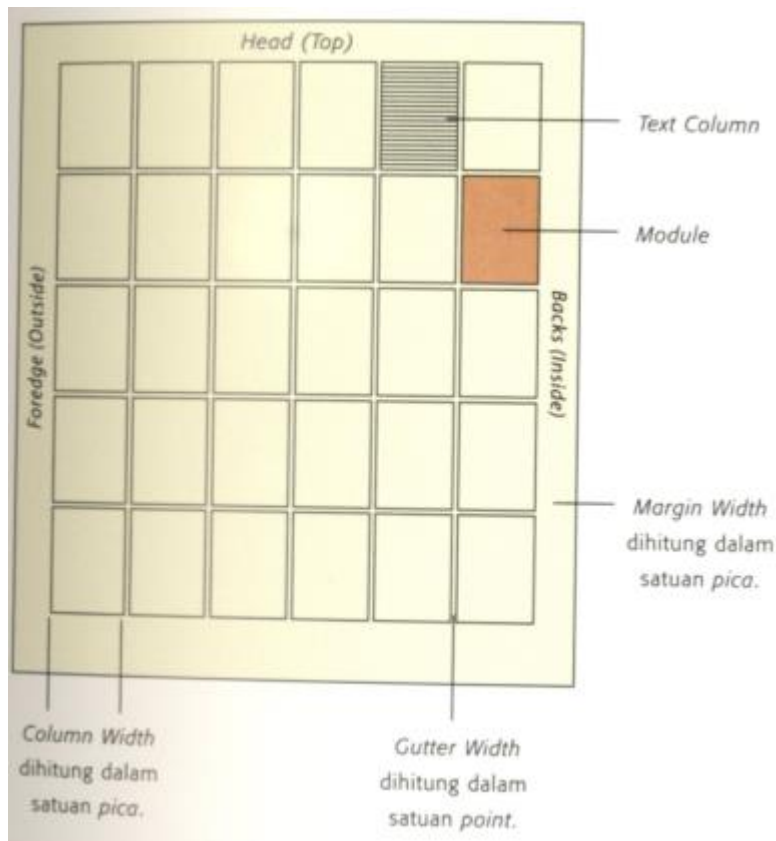 Head (Top)
Text Column
Module
Foredge (Outside)
Backs (Inside)
Margin Width
dihitung dalam
satuan pica.
Column Width
dihitung dalam
satuan pica.
Gutter Width
dihitung dalam
satuan point.